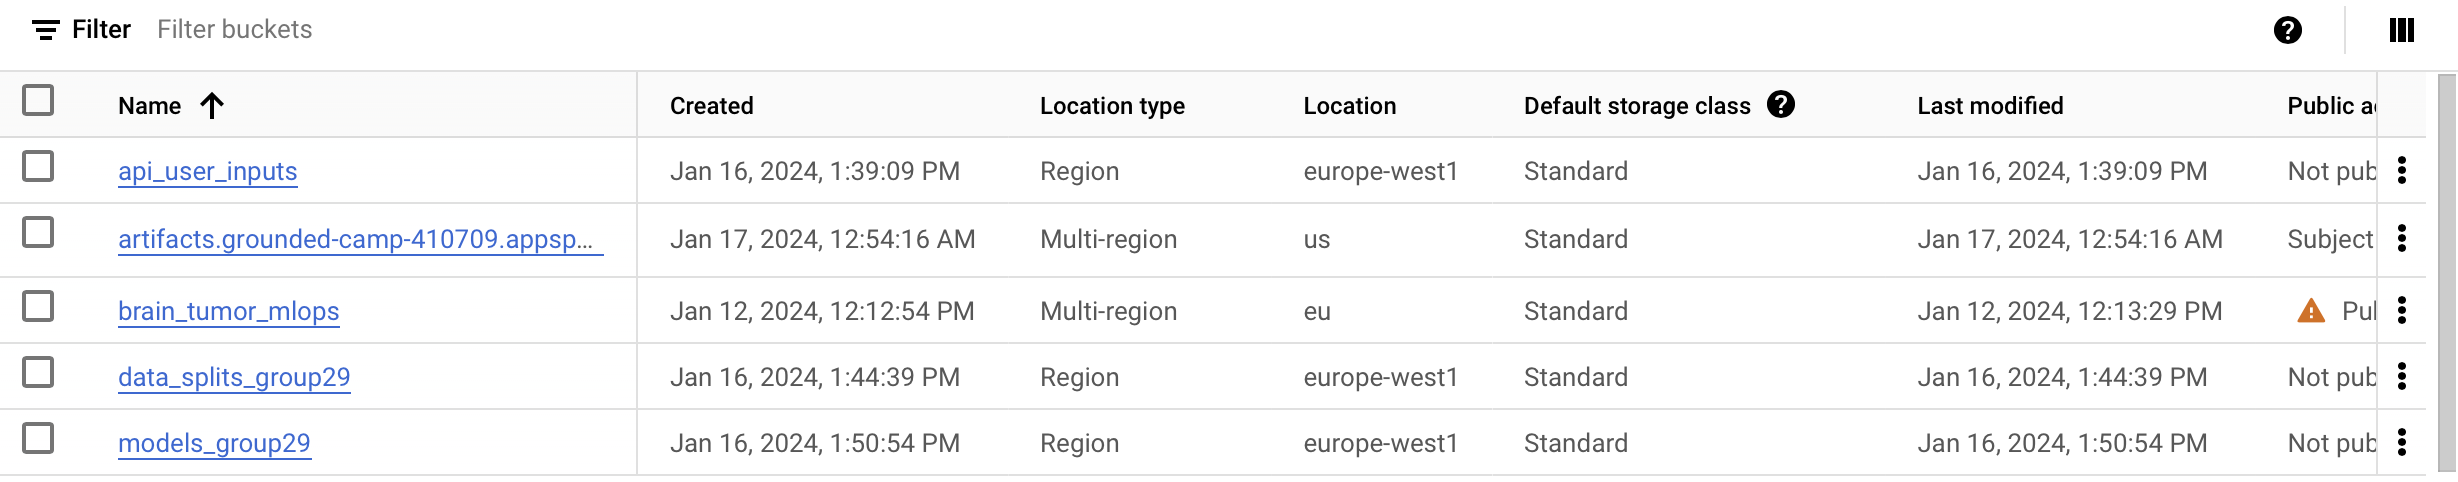 Filter Filter buckets
Name Created Location type Location Default storage class Last modified Public
api_user_inputs Jan 16, 2024, 1:39:09 PM Region europe-west1 Standard Jan 16, 2024, 1:39:09 PM Not pub
artifacts.grounded-camp-410709.appsp... Jan 17, 2024, 12:54:16 AM Multi-region us Standard Jan 17, 2024, 12:54:16 AM Subject
brain_tumor_mlops Jan 12, 2024, 12:12:54 PM Multi-region eu Standard Jan 12, 2024, 12:13:29 PM
data_splits_group29 Jan 16, 2024, 1:44:39 PM Region europe-west1 Standard Jan 16, 2024, 1:44:39 PM Not pub
models_group29 Jan 16, 2024, 1:50:54 PM Region europe-west1 Standard Jan 16, 2024, 1:50:54 PM Not pub